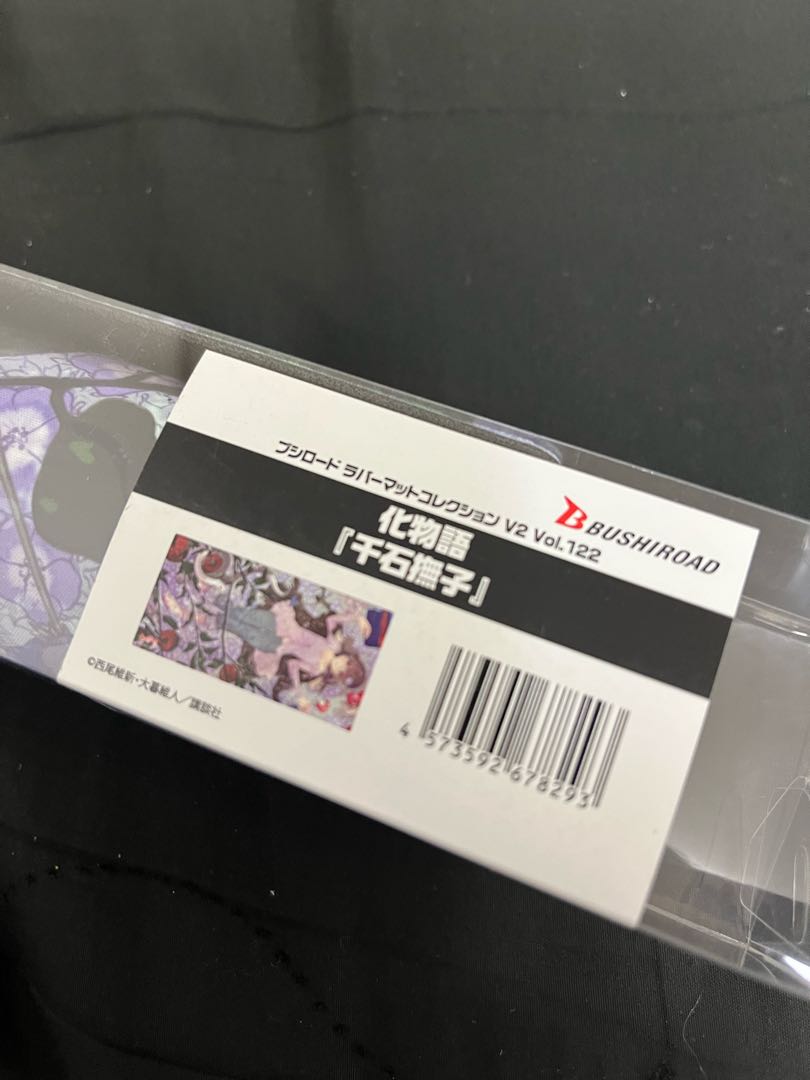 ブシロード ラバーマットコレクション V2 Vol.122
BUSHIROAD
化物語
『千石撫子』
©西尾維新・大暮維人／講談社
4 573592 678293